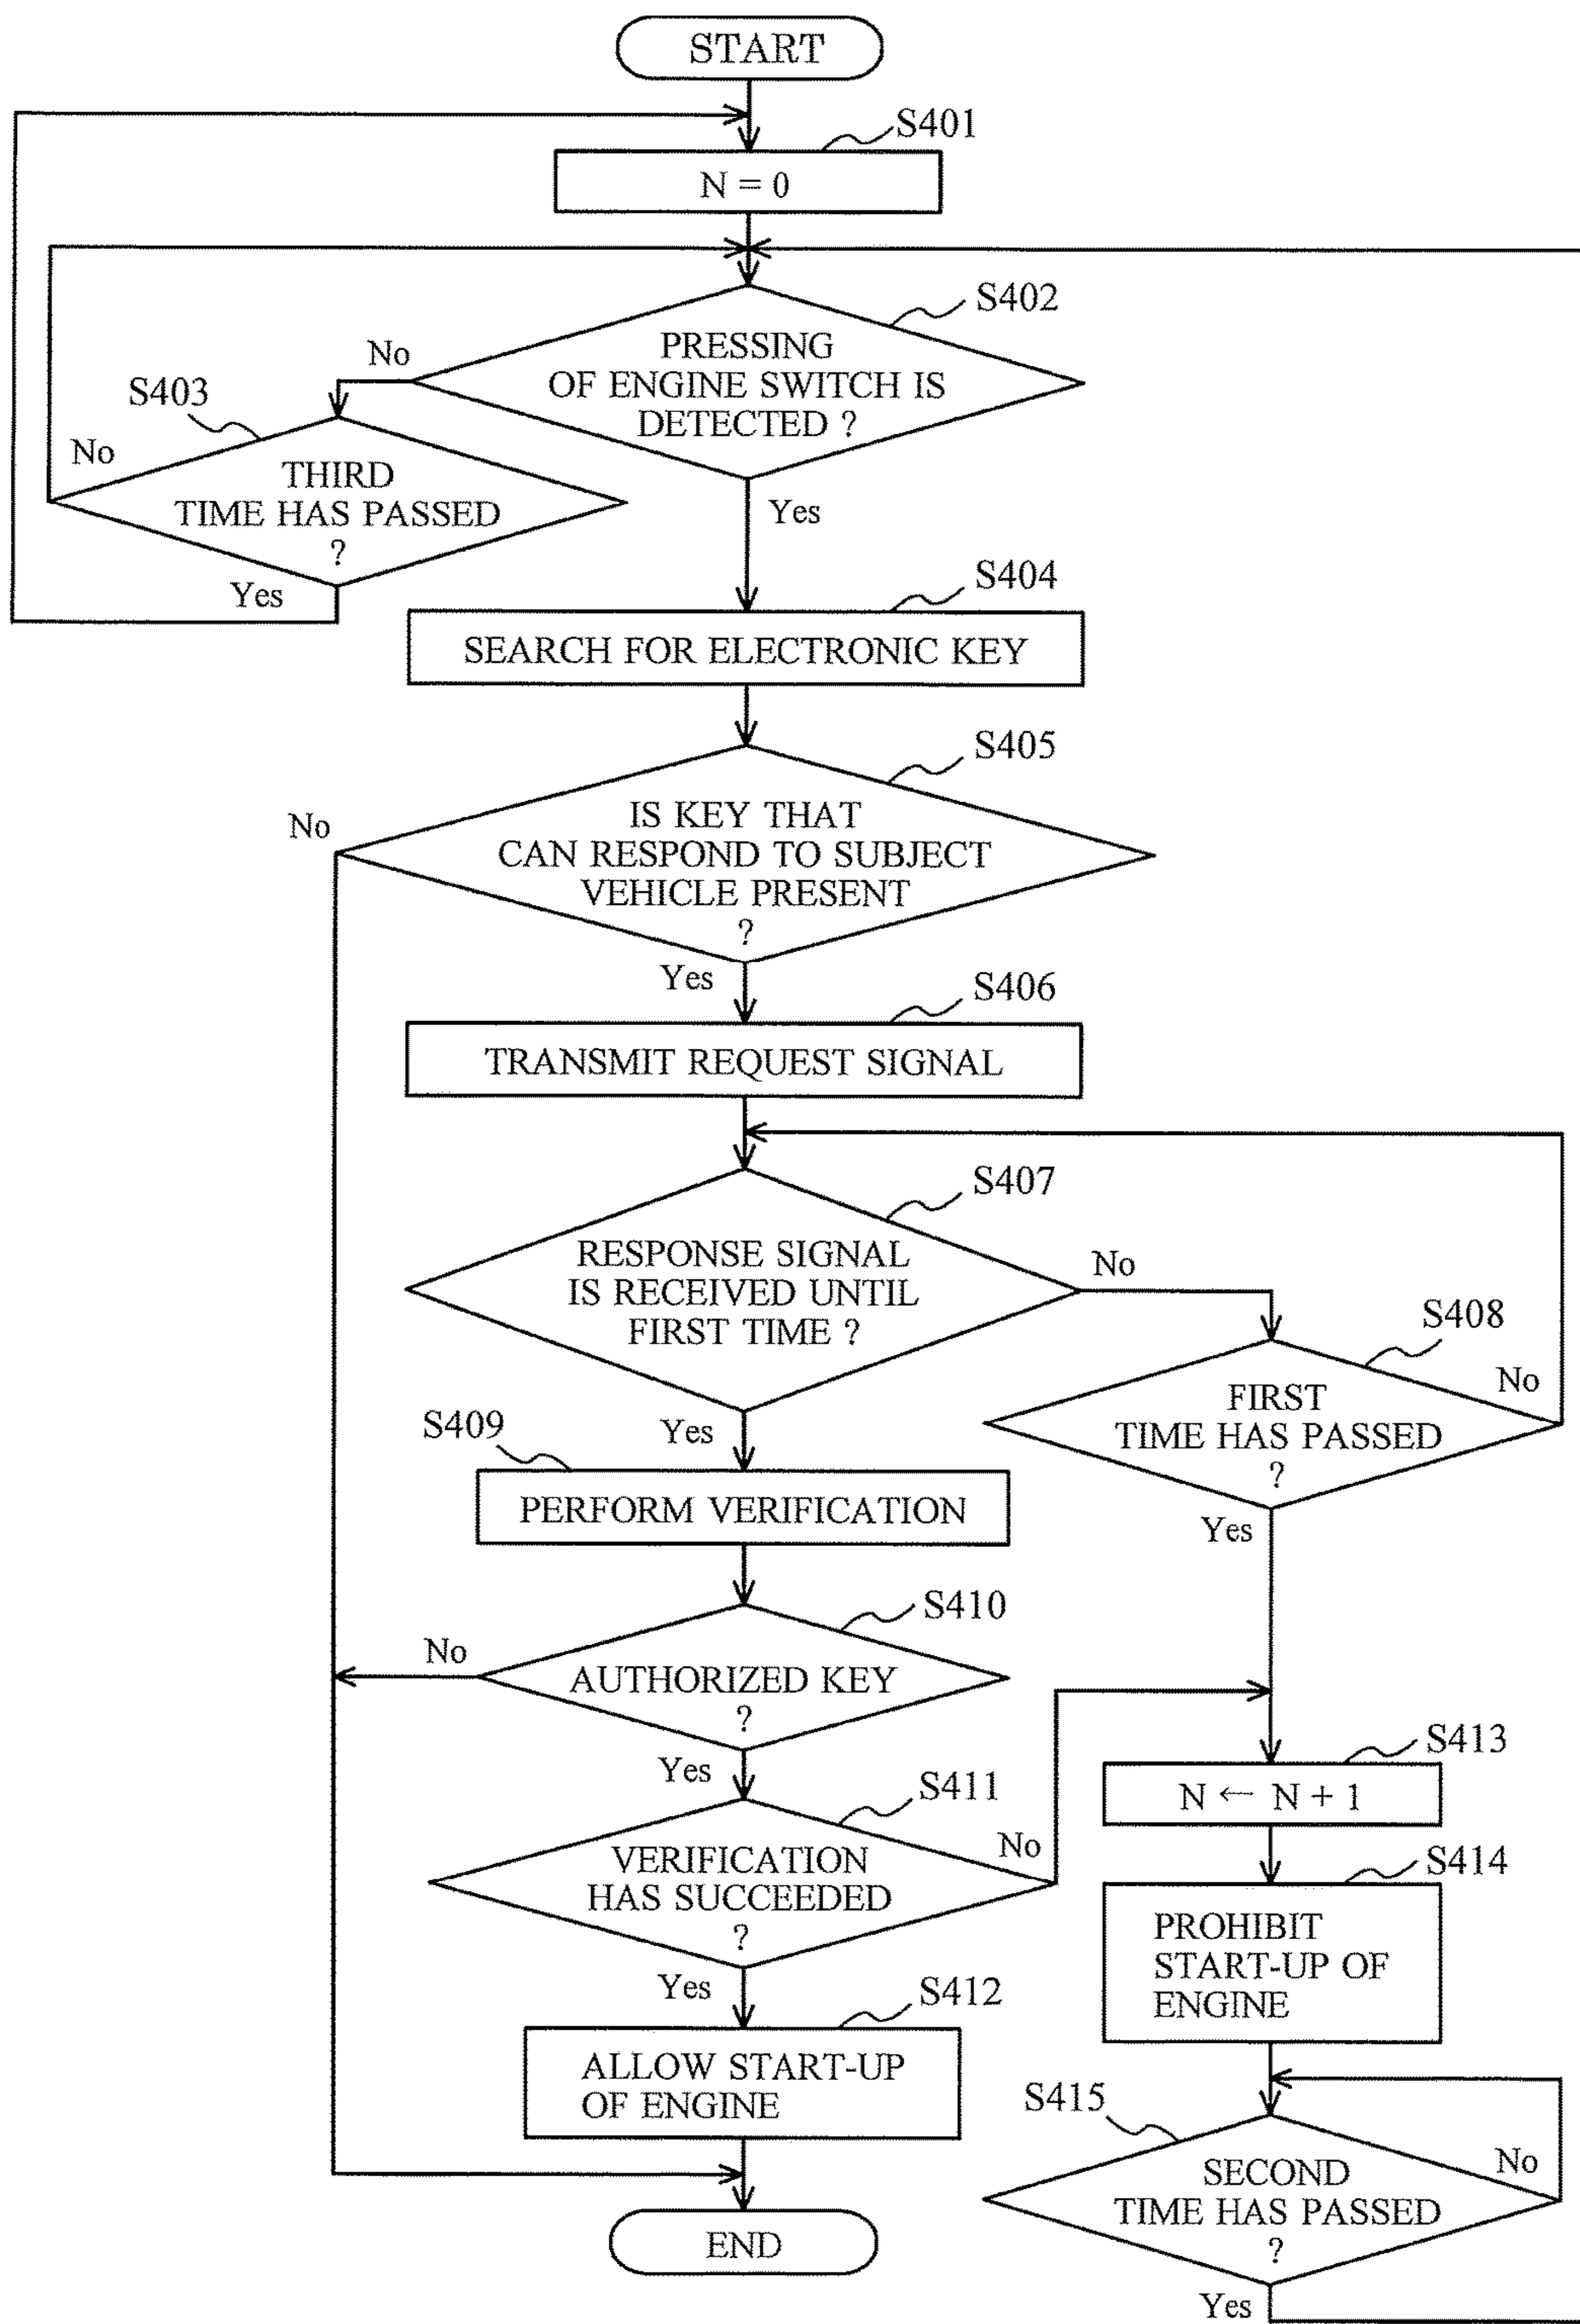 START
S401
N = 0
S402
PRESSING
OF ENGINE SWITCH IS
DETECTED ?
No
S403
No
THIRD
TIME HAS PASSED
?
Yes
Yes
S404
SEARCH FOR ELECTRONIC KEY
S405
IS KEY THAT
CAN RESPOND TO SUBJECT
VEHICLE PRESENT
?
No
Yes
S406
TRANSMIT REQUEST SIGNAL
S407
RESPONSE SIGNAL
IS RECEIVED UNTIL
FIRST TIME ?
No
S408
FIRST
TIME HAS PASSED
?
No
Yes
Yes
S409
PERFORM VERIFICATION
S410
AUTHORIZED KEY
?
No
Yes
S411
VERIFICATION
HAS SUCCEEDED
?
No
Yes
S412
ALLOW START-UP
OF ENGINE
S413
N ← N + 1
S414
PROHIBIT
START-UP OF
ENGINE
S415
SECOND
TIME HAS PASSED
?
No
Yes
END